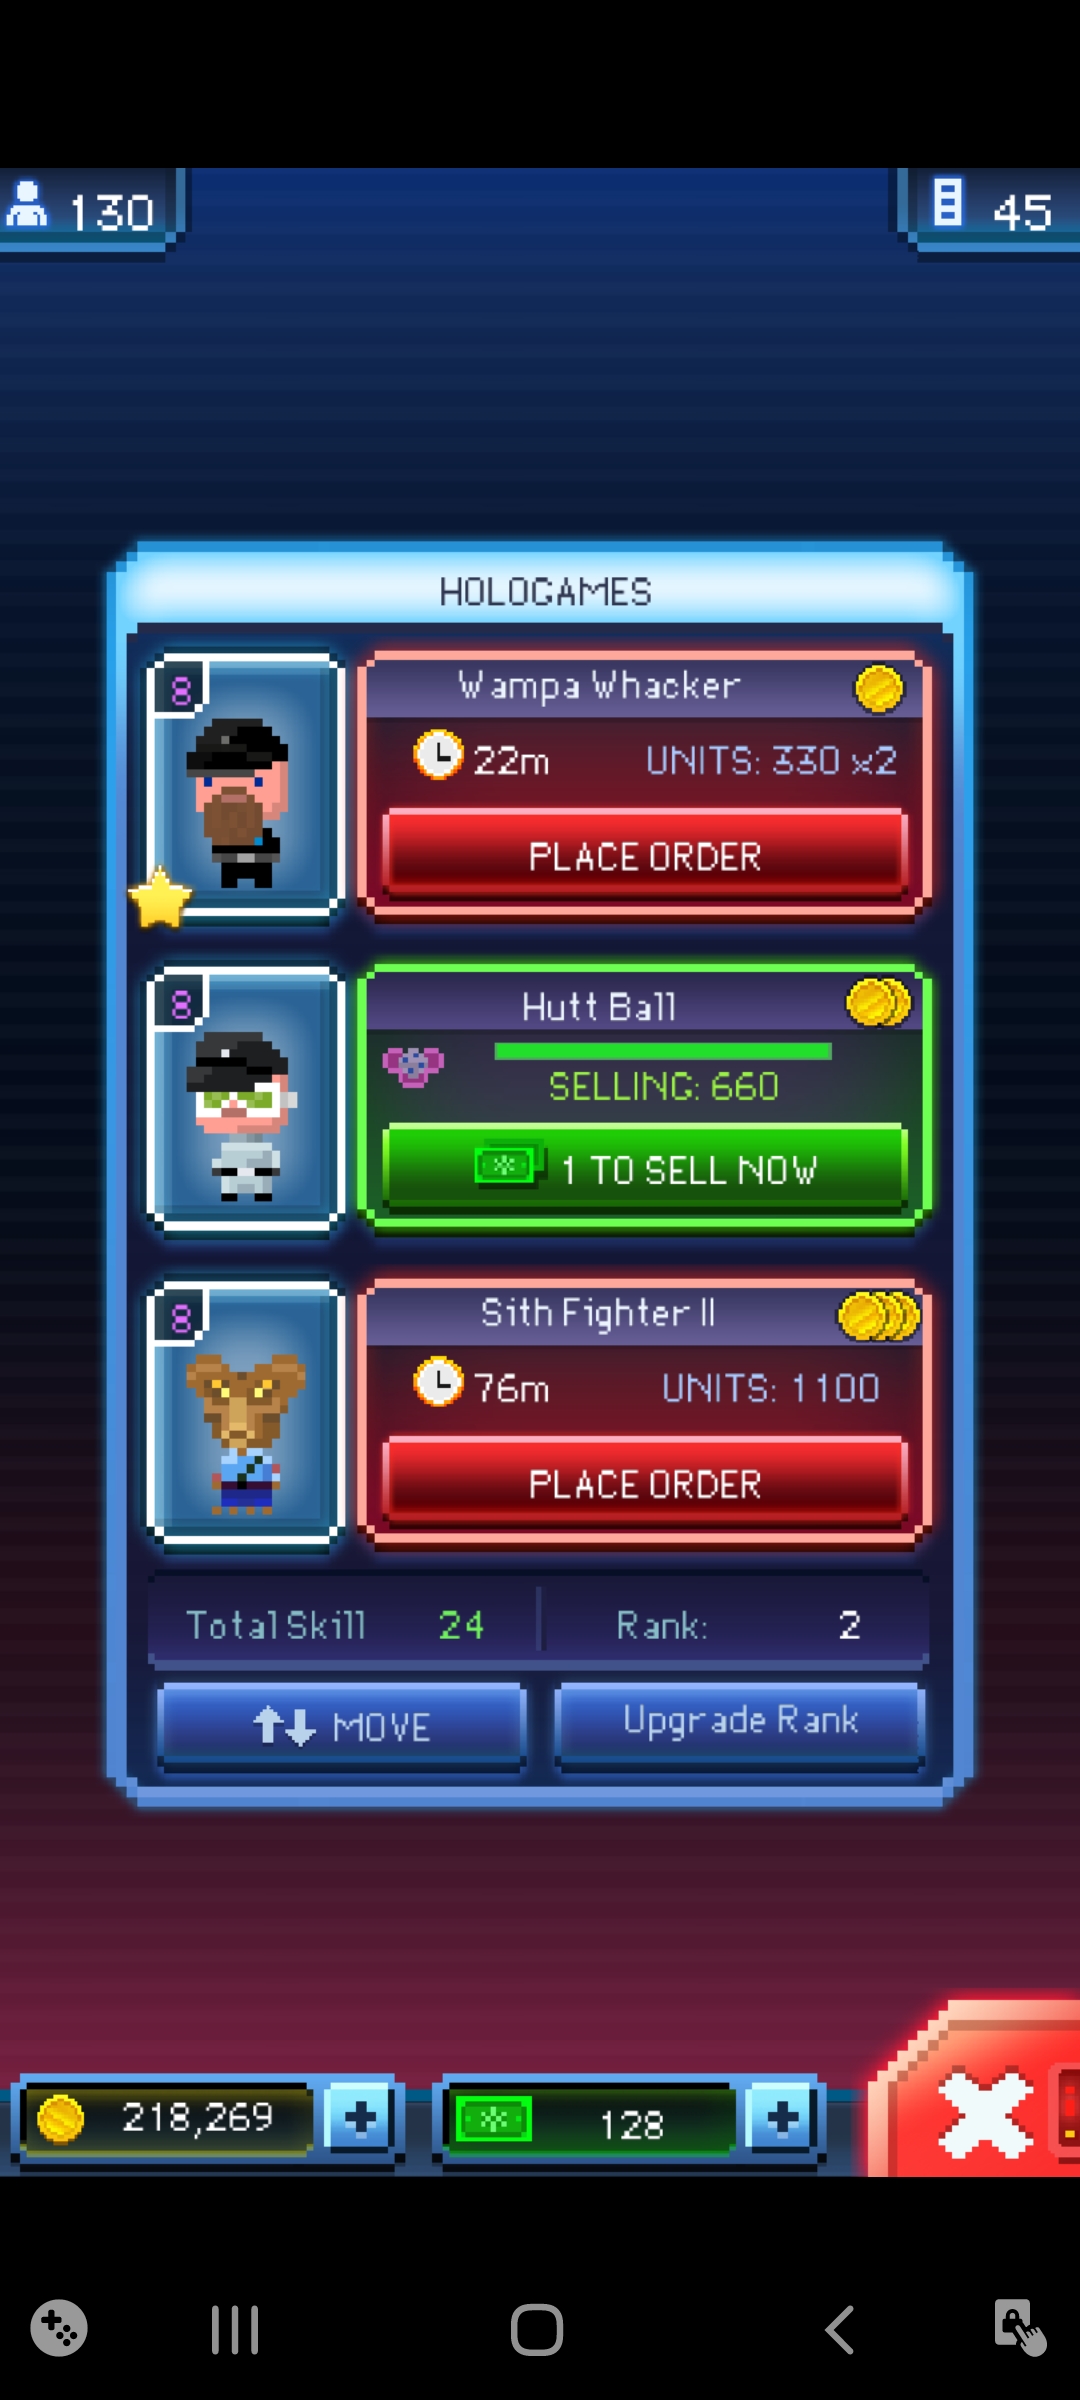 130
45
HOLOGAMES
8
Wampa Whacker
22m UNITS: 330 x2
PLACE ORDER
8
Hutt Ball
SELLING: 660
1 TO SELL NOW
8
Sith Fighter II
76m UNITS: 1100
PLACE ORDER
Total Skill 24 Rank: 2
MOVE Upgrade Rank
218,269 + 128 +